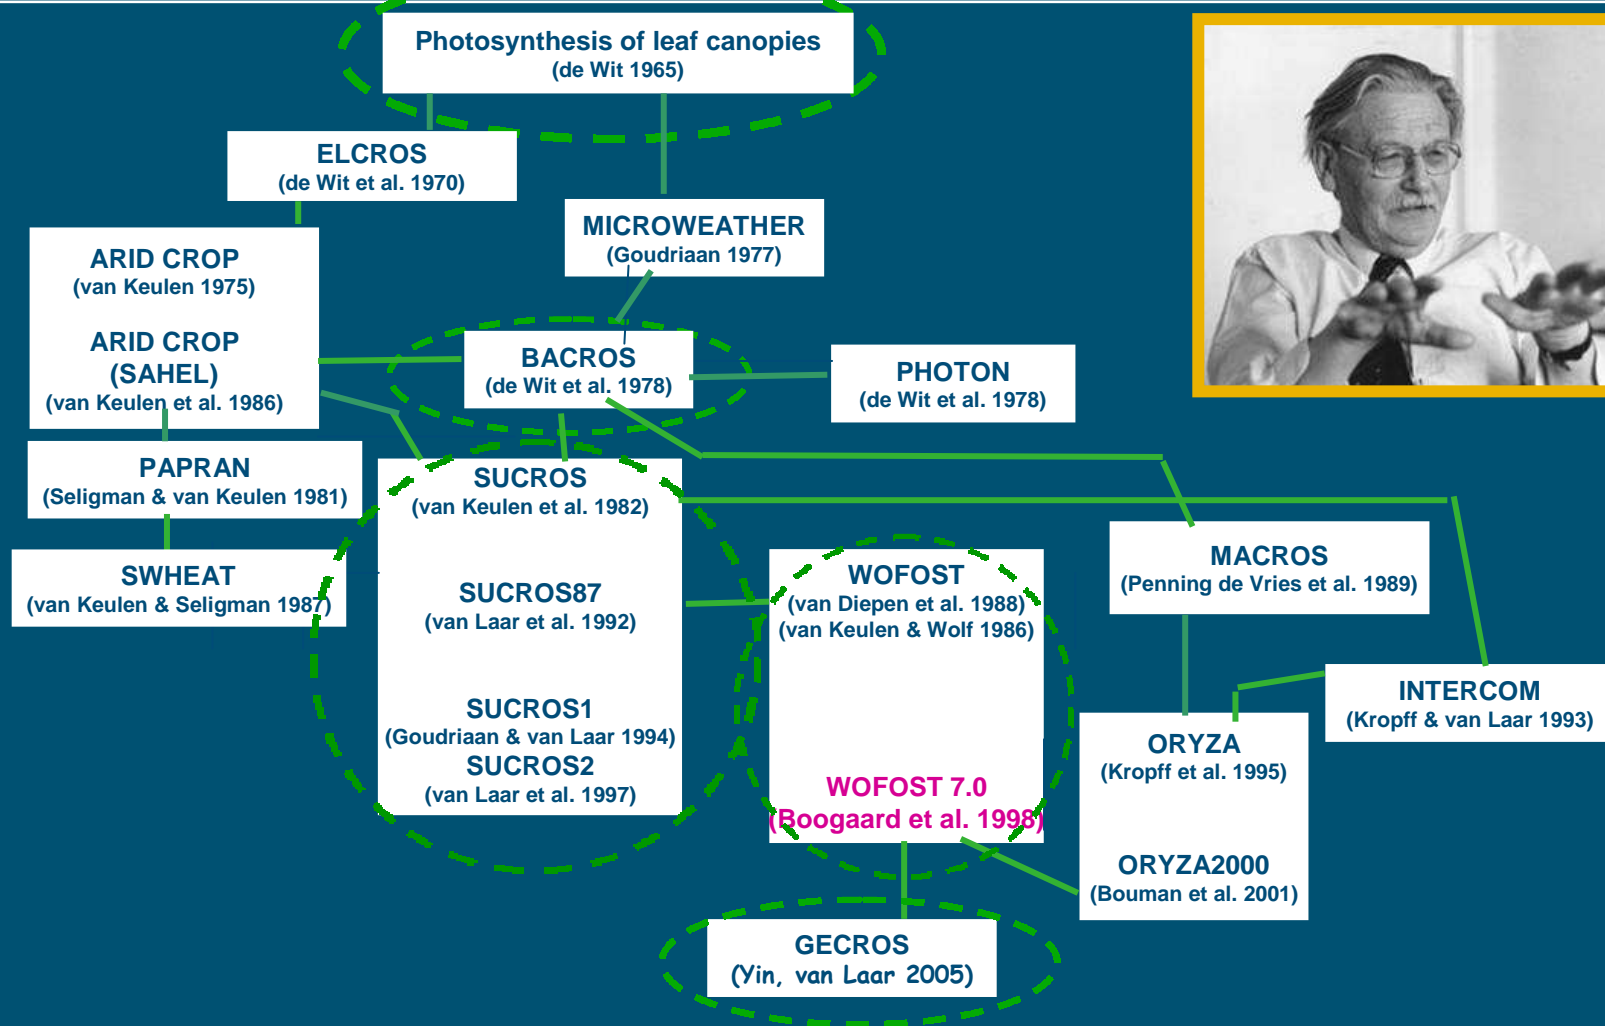 Photosynthesis of leaf canopies
(de Wit 1965)
ELCROS
(de Wit et al. 1970)
MICROWEATHER
(Goudriaan 1977)
ARID CROP
(van Keulen 1975)
ARID CROP
(SAHEL)
(van Keulen et al. 1986)
BACROS
(de Wit et al. 1978)
PHOTON
(de Wit et al. 1978)
PAPRAN
(Seligman & van Keulen 1981)
SUCROS
(van Keulen et al. 1982)
SWHEAT
(van Keulen & Seligman 1987)
SUCROS87
(van Laar et al. 1992)
SUCROS1
(Goudriaan & van Laar 1994)
SUCROS2
(van Laar et al. 1997)
WOFOST
(van Diepen et al. 1988)
(van Keulen & Wolf 1986)
WOFOST 7.0
(Boogaard et al. 1998)
MACROS
(Penning de Vries et al. 1989)
INTERCOM
(Kropff & van Laar 1993)
ORYZA
(Kropff et al. 1995)
ORYZA2000
(Bouman et al. 2001)
GECROS
(Yin, van Laar 2005)